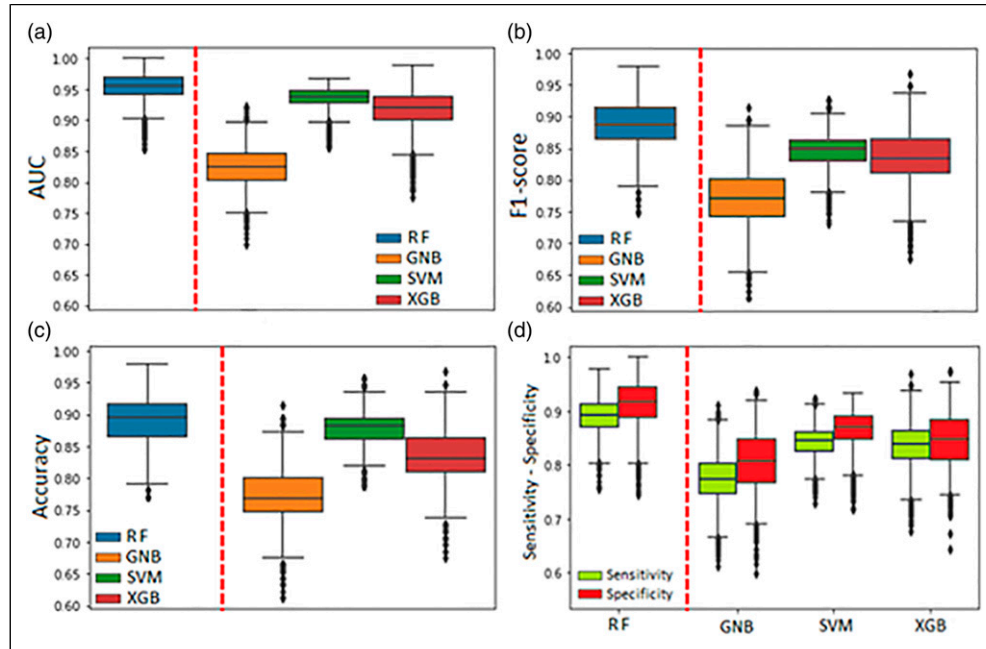 (a)
AUC
1.00
0.95
0.90
0.85
0.80
0.75
0.70
0.65
0.60
RF
GNB
SVM
XGB
(b)
F1-score
1.00
0.95
0.90
0.85
0.80
0.75
0.70
0.65
0.60
RF
GNB
SVM
XGB
(c)
Accuracy
1.00
0.95
0.90
0.85
0.80
0.75
0.70
0.65
0.60
RF
GNB
SVM
XGB
(d)
Sensitivity - Specificity
1.0
0.9
0.8
0.7
0.6
Sensitivity
Specificity
RF
GNB
SVM
XGB